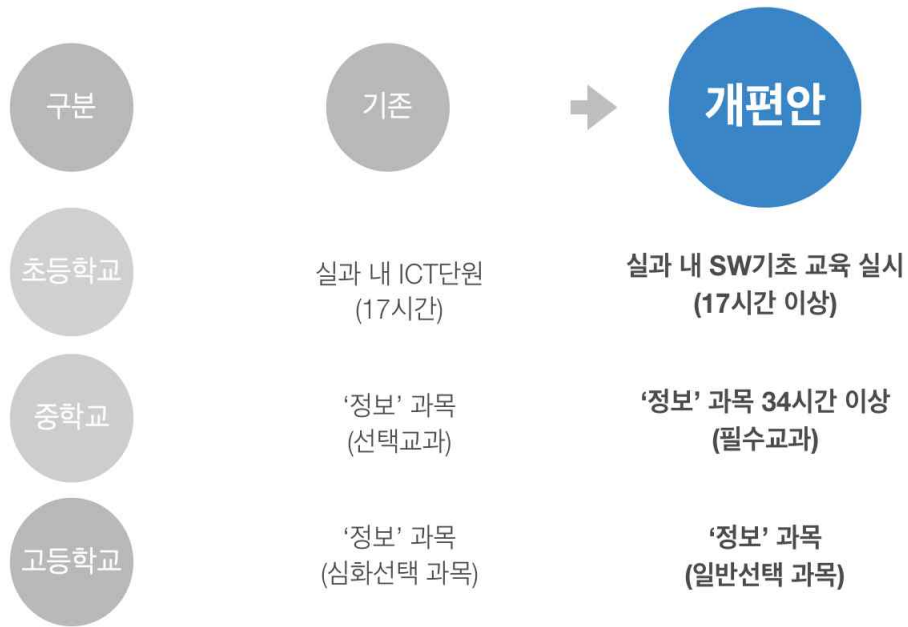 구분
기존
개편안
초등학교
실과 내 ICT단원
(17시간)
실과 내 SW기초 교육 실시
(17시간 이상)
중학교
‘정보’ 과목
(선택교과)
‘정보’ 과목 34시간 이상
(필수교과)
고등학교
‘정보’ 과목
(심화선택 과목)
‘정보’ 과목
(일반선택 과목)